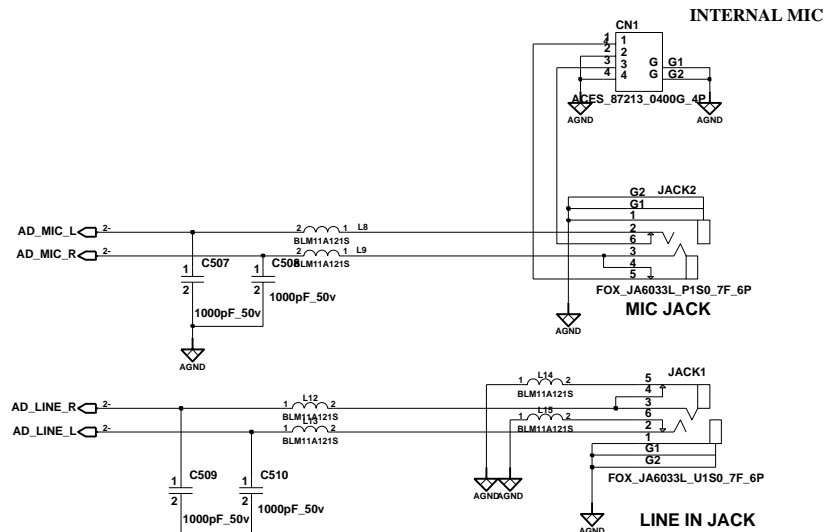 INTERNAL MIC
CN1
1 1
2 2
3 3
4 4
G G1
G G2
ACES_87213_0400G_4P
AGND
AGND
G2
JACK2
G1
1
AD_MIC_L
2-
2
1
L8
2
BLM11A121S
6
AD_MIC_R
2-
2
1
L9
3
BLM11A121S
4
5
1
C507
1
C508
2
2
FOX_JA6033L_P1S0_7F_6P
1000pF_50v
1000pF_50v
MIC JACK
AGND
AGND
JACK1
1
L14
2
5
BLM11A121S
4
AD_LINE_R
2-
1
L12
2
3
BLM11A121S
1
L15
2
6
AD_LINE_L
2-
1
L13
2
BLM11A121S
2
BLM11A121S
1
G1
G2
1
C509
1
C510
2
2
FOX_JA6033L_U1S0_7F_6P
AGND
AGND
1000pF_50v
1000pF_50v
AGND
LINE IN JACK